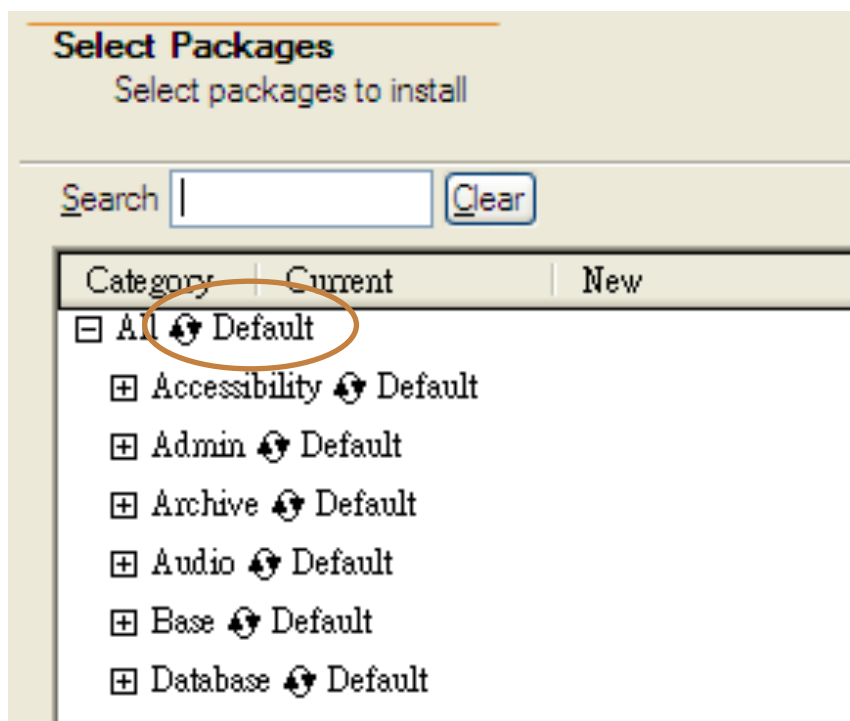 Select Packages
Select packages to install
Search Clear
Category Current New
All Default
Accessibility Default
Admin Default
Archive Default
Audio Default
Base Default
Database Default